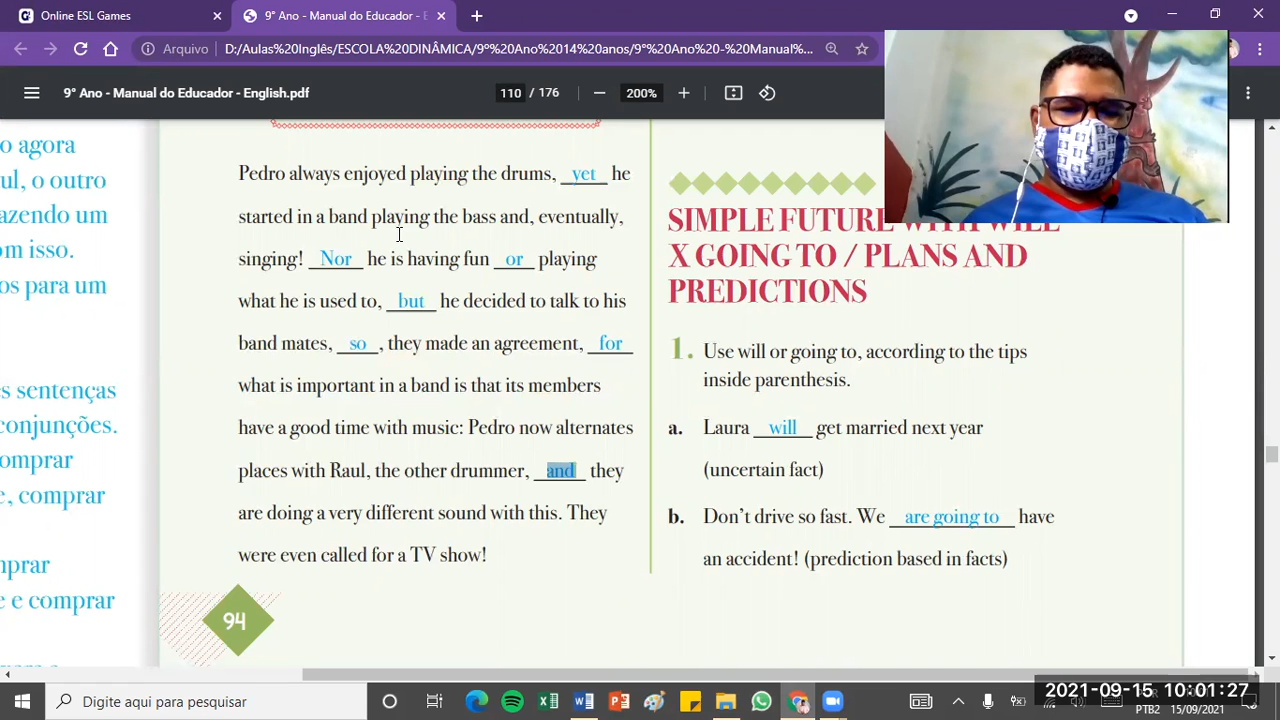 Online ESL Games
9° Ano - Manual do Educador - E
Arquivo
D:/Aulas%20Inglês/ESCOLA%20DINÂMICA/9º%20Ano%2014%20anos/9°%20Ano%20-%20Manual%...
9° Ano - Manual do Educador - English.pdf
110 / 176
200%
o agora
ul, o outro
azendo um
om isso.
os para um
es sentenças
conjunções.
omprar
e, comprar
mprar
e e comprar
Pedro always enjoyed playing the drums, yet he
started in a band playing the bass and, eventually,
singing! Nor he is having fun or playing
what he is used to, but he decided to talk to his
band mates, so , they made an agreement, for
what is important in a band is that its members
have a good time with music: Pedro now alternates
places with Raul, the other drummer, and they
are doing a very different sound with this. They
were even called for a TV show!
94
SIMPLE FUTURE WITH WILL
X GOING TO / PLANS AND
PREDICTIONS
1. Use will or going to, according to the tips
inside parenthesis.
a. Laura will get married next year
(uncertain fact)
b. Don't drive so fast. We are going to have
an accident! (prediction based in facts)
Digite aqui para pesquisar
2021-09-15 10:01:27
PTB2 15/09/2021